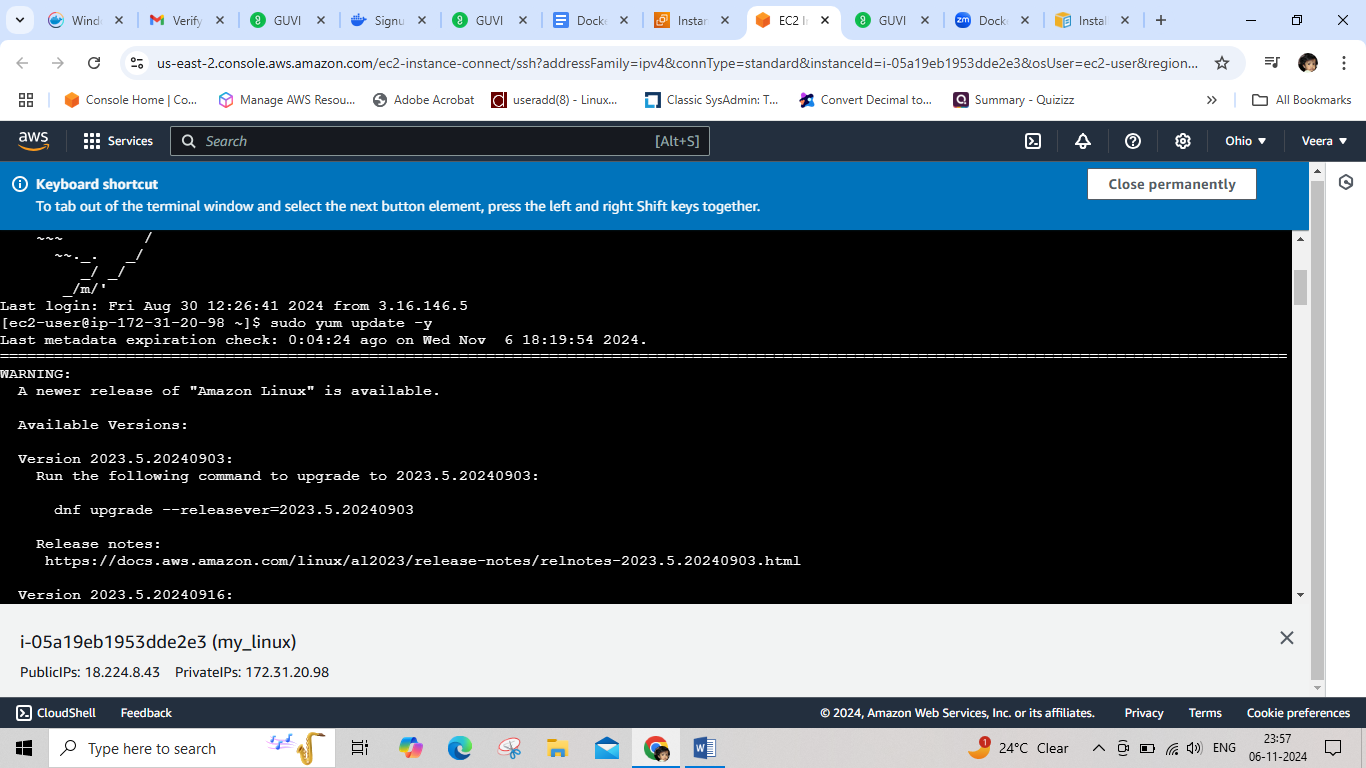 Wind
Verify
GUVI
Signu
GUVI
Docke
Instan
EC2 In
GUVI
zm
Docke
Instal
us-east-2.console.aws.amazon.com/ec2-instance-connect/ssh?addressFamily=ipv4&connType=standard&instanceId=i-05a19eb1953dde2e3&osUser=ec2-user&region...
Console Home | Co...
Manage AWS Resou...
Adobe Acrobat
useradd(8) - Linux...
Classic SysAdmin: T...
Convert Decimal to...
Summary - Quizizz
»
All Bookmarks
aws
Services
Search
[Alt+S]
Ohio
Veera
Keyboard shortcut
To tab out of the terminal window and select the next button element, press the left and right Shift keys together.
Close permanently
~~~         /
~~._.   _/
_/ _/
_/m/'
Last login: Fri Aug 30 12:26:41 2024 from 3.16.146.5
[ec2-user@ip-172-31-20-98 ~]$ sudo yum update -y
Last metadata expiration check: 0:04:24 ago on Wed Nov  6 18:19:54 2024.
WARNING:
A newer release of "Amazon Linux" is available.
Available Versions:
Version 2023.5.20240903:
Run the following command to upgrade to 2023.5.20240903:
dnf upgrade --releasever=2023.5.20240903
Release notes:
https://docs.aws.amazon.com/linux/al2023/release-notes/relnotes-2023.5.20240903.html
Version 2023.5.20240916:
i-05a19eb1953dde2e3 (my_linux)
PublicIPs: 18.224.8.43    PrivateIPs: 172.31.20.98
CloudShell
Feedback
© 2024, Amazon Web Services, Inc. or its affiliates.
Privacy
Terms
Cookie preferences
Type here to search
1
24°C Clear
ENG
23:57
06-11-2024